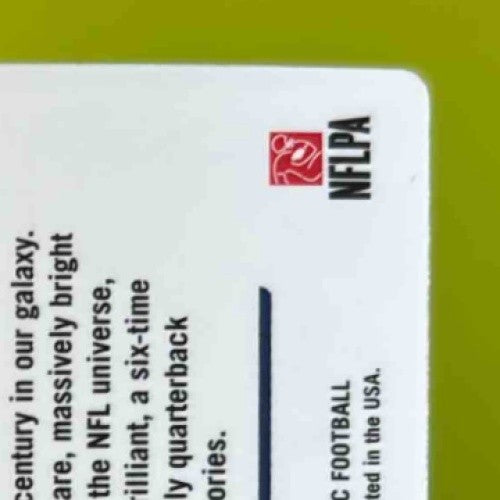 century in our galaxy.
are, massively bright
the NFL universe,
rilliant, a six-time
ly quarterback
ories.
C FOOTBALL
ced in the USA.
NFLPA